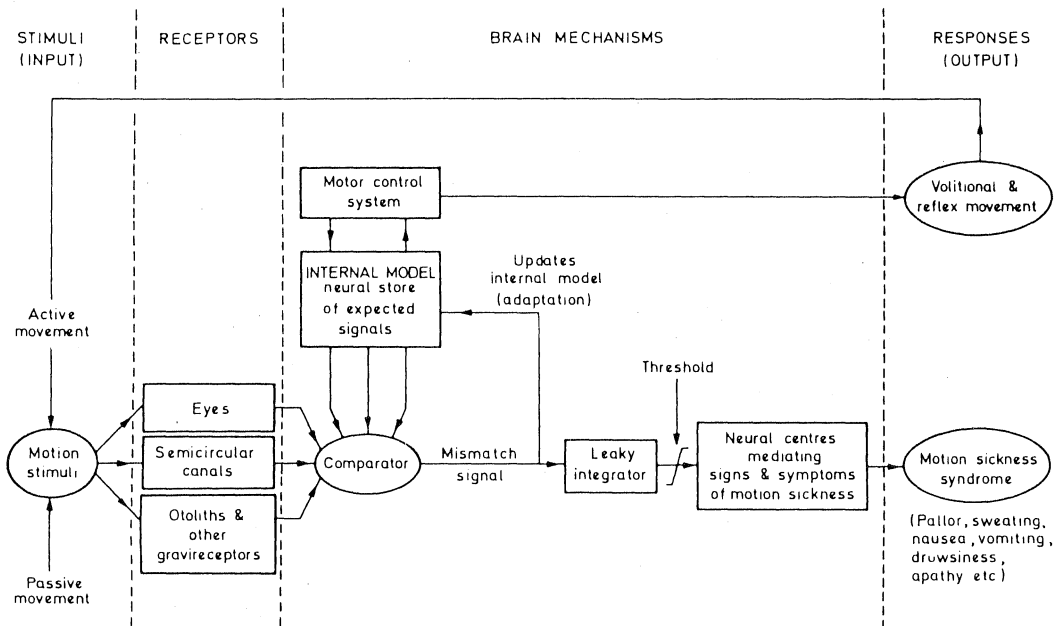 STIMULI
(INPUT)
RECEPTORS
BRAIN MECHANISMS
RESPONSES
(OUTPUT)
Motor control
system
Volitional &
reflex movement
INTERNAL MODEL
neural store
of expected
signals
Updates
internal model
(adaptation)
Active
movement
Threshold
Eyes
Motion
stimuli
Semicircular
canals
Comparator
Mismatch
signal
Leaky
integrator
Neural centres
mediating
signs & symptoms
of motion sickness
Motion sickness
syndrome
Otoliths &
other
gravireceptors
(Pallor, sweating,
nausea, vomiting,
drowsiness,
apathy etc)
Passive
movement